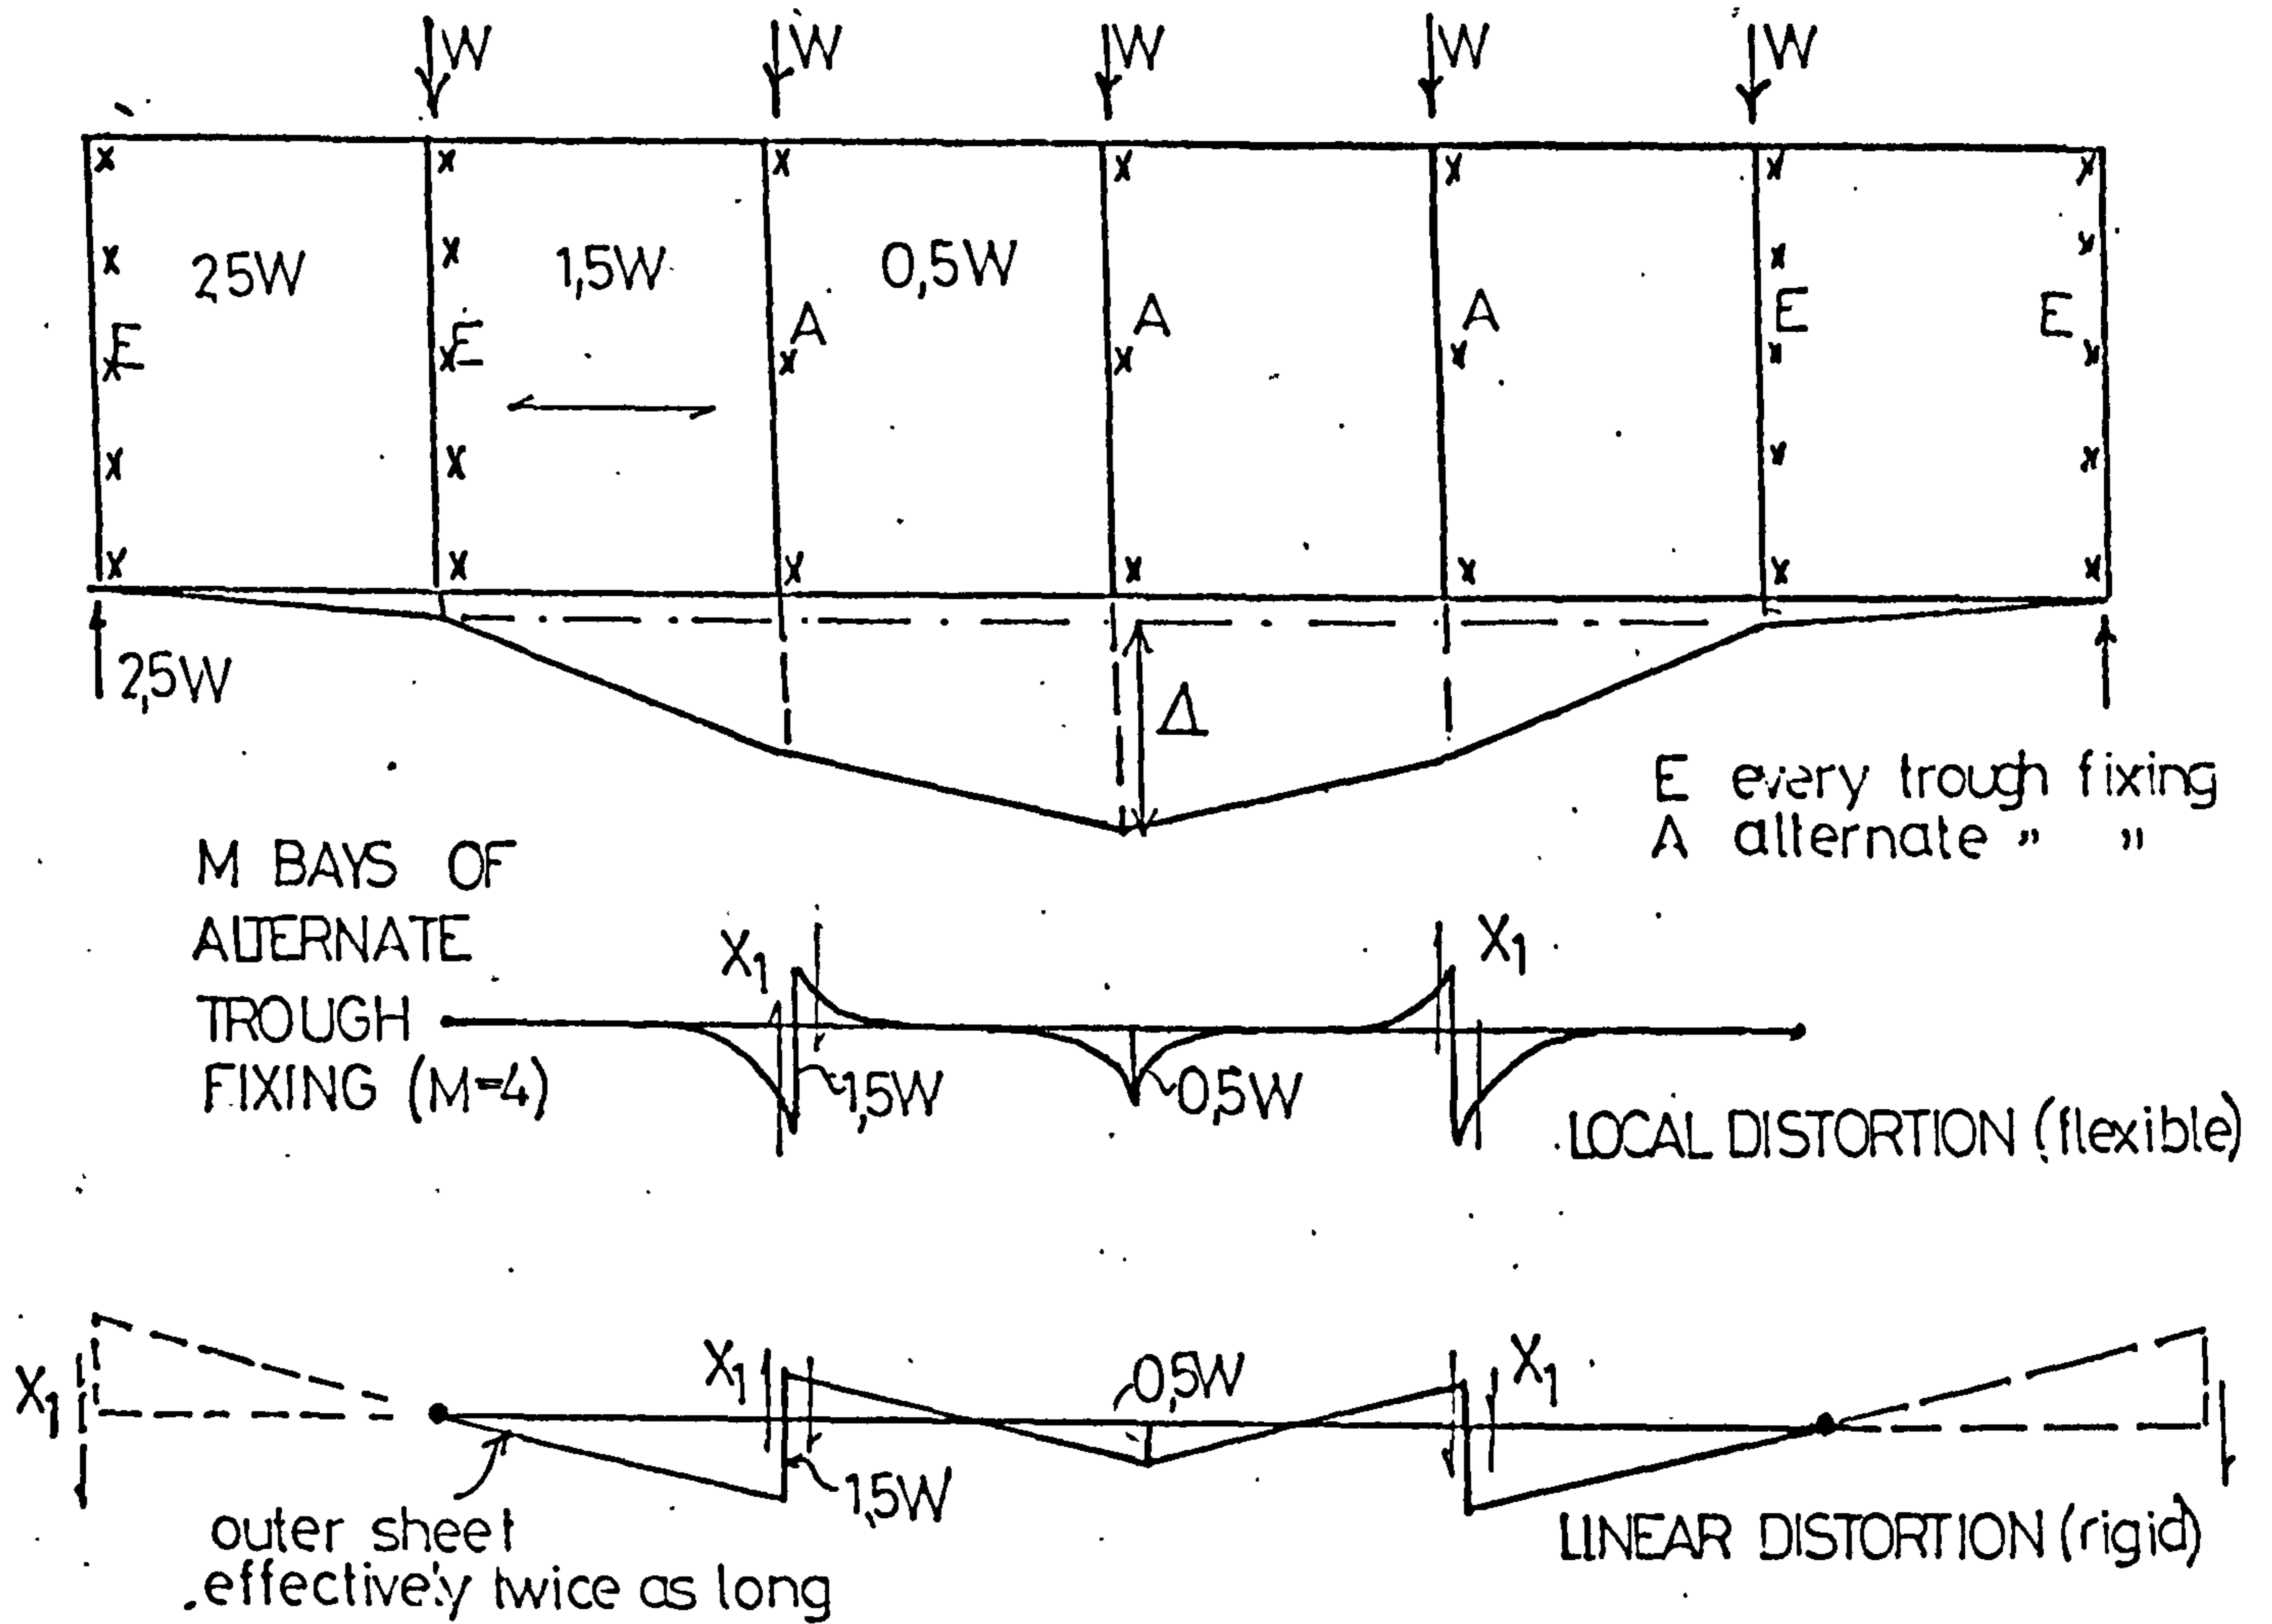 W W W W W
2,5W 1,5W 0,5W
E E A A A E E
2,5W
Δ
E every trough fixing
A alternate " "
M BAYS OF
ALTERNATE
TROUGH
FIXING (M=4)
X1 X1
1,5W 0,5W
LOCAL DISTORTION (flexible)
X1 X1 0,5W X1
1,5W
outer sheet
effectively twice as long
LINEAR DISTORTION (rigid)